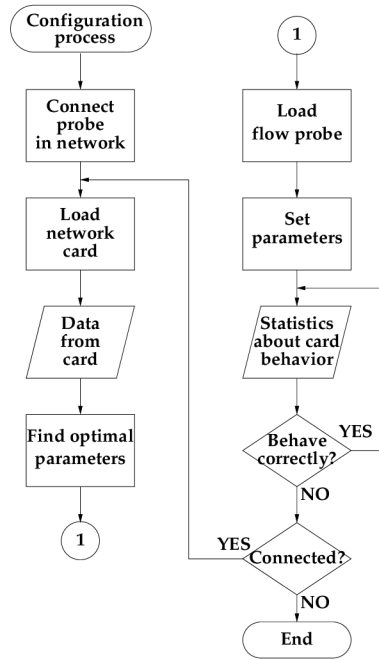 Configuration
process
Connect
probe
in network
Load
network
card
Data
from
card
Find optimal
parameters
1
1
Load
flow probe
Set
parameters
Statistics
about card
behavior
Behave
correctly?
YES
NO
Connected?
YES
NO
End